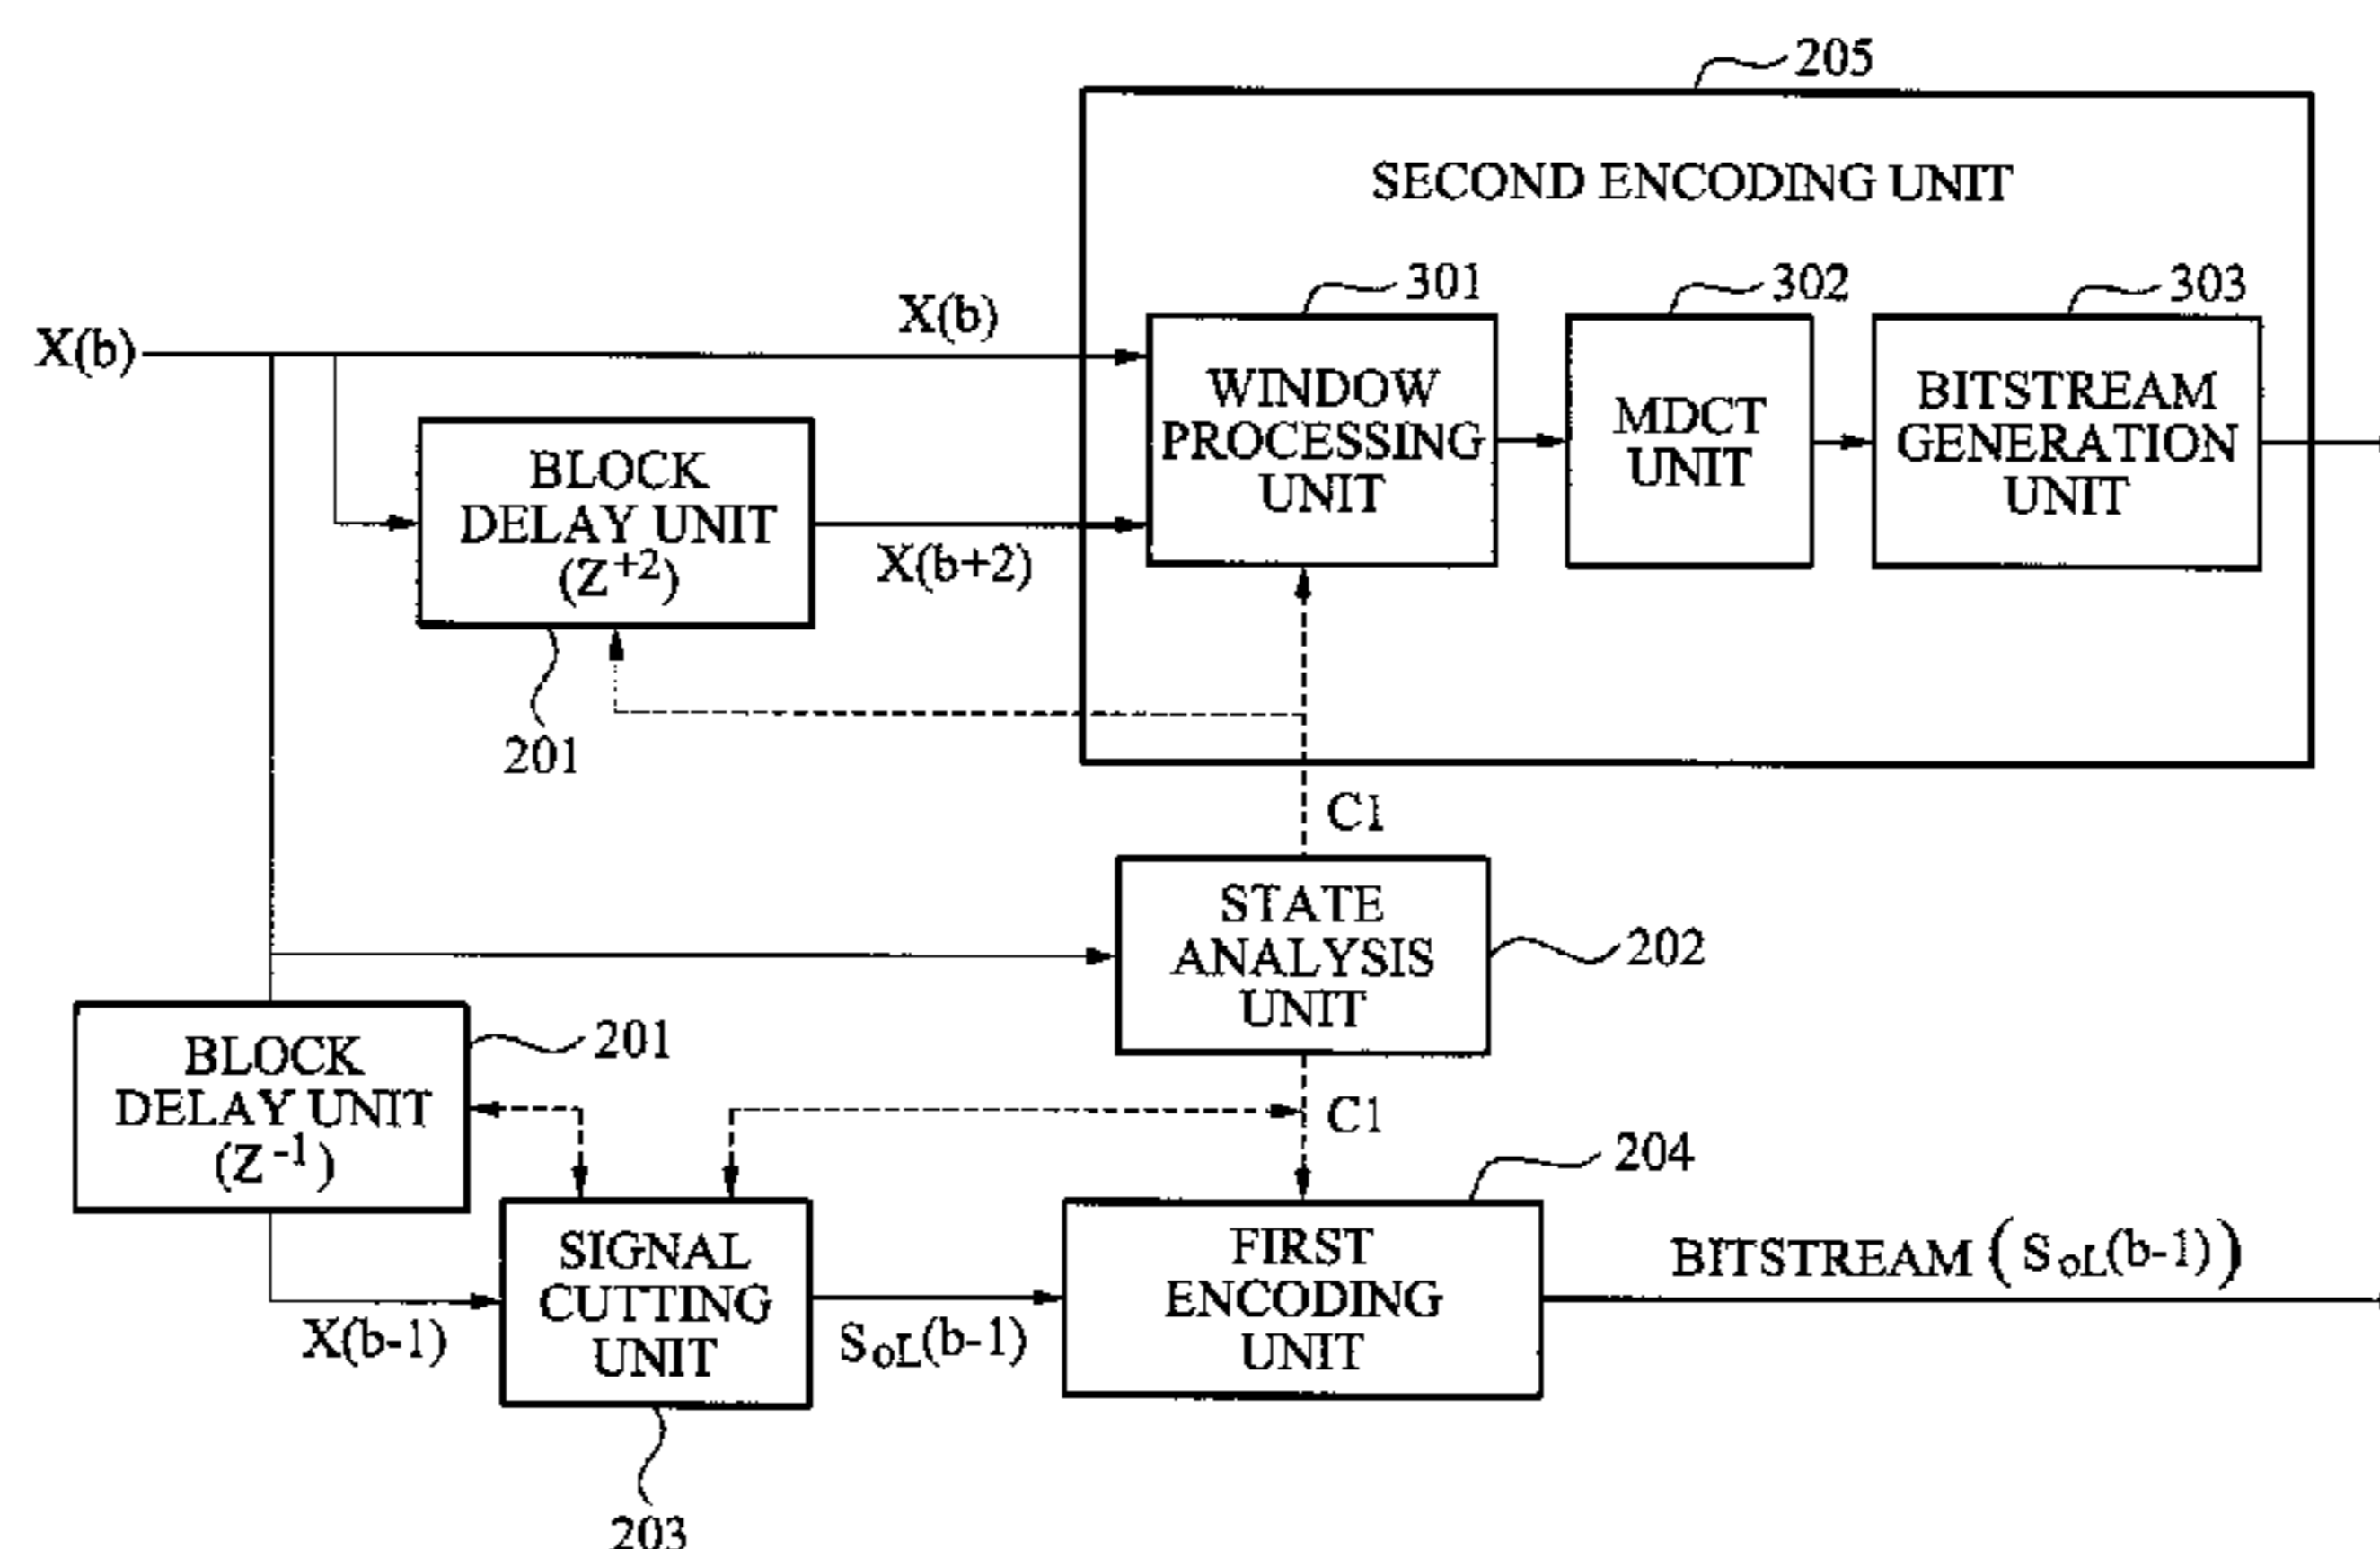 205
SECOND ENCODING UNIT
301
302
303
X(b)
X(b)
WINDOW
PROCESSING
UNIT
MDCT
UNIT
BITSTREAM
GENERATION
UNIT
BLOCK
DELAY UNIT
(Z+2)
X(b+2)
201
C1
STATE
ANALYSIS
UNIT
202
BLOCK
DELAY UNIT
(Z-1)
201
C1
204
SIGNAL
CUTTING
UNIT
X(b-1)
SoL(b-1)
FIRST
ENCODING
UNIT
BITSTREAM (SoL(b-1))
203